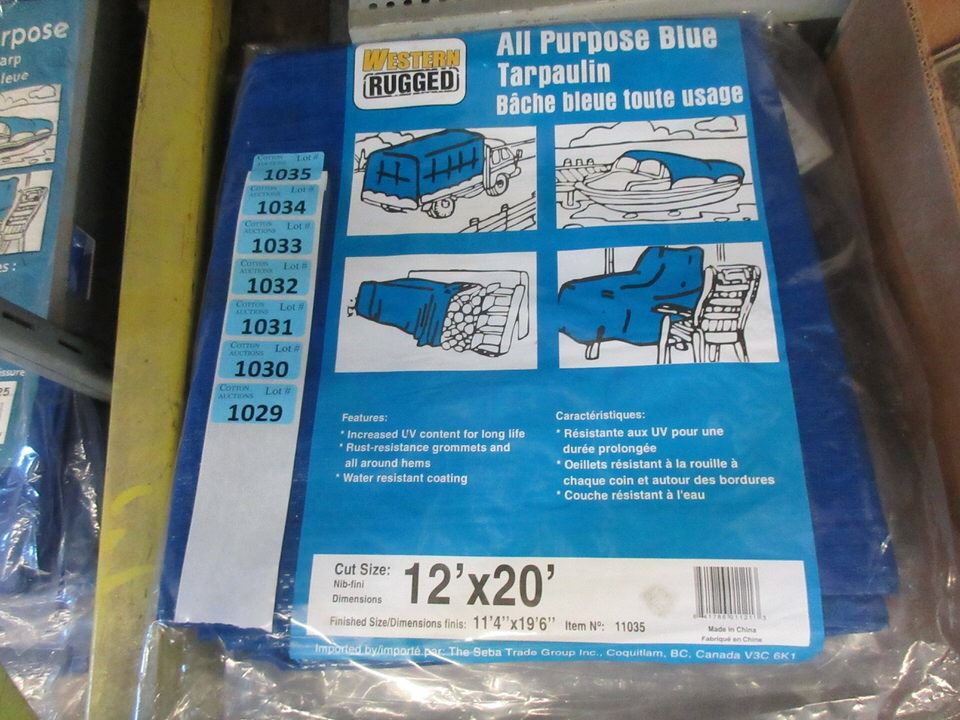 rpose
arp
leue
WESTERN
RUGGED
All Purpose Blue
Tarpaulin
Bâche bleue toute usage
COTTON AUCTIONS Lot #
1035
COTTON AUCTIONS Lot #
1034
COTTON AUCTIONS Lot #
1033
COTTON AUCTIONS Lot #
1032
COTTON AUCTIONS Lot #
1031
COTTON AUCTIONS Lot #
1030
COTTON AUCTIONS Lot #
1029
Features:
* Increased UV content for long life
* Rust-resistance grommets and
all around hems
* Water resistant coating
Caractéristiques:
* Résistante aux UV pour une
durée prolongée
* Oeillets résistant à la rouille à
chaque coin et autour des bordures
* Couche résistant à l'eau
Cut Size:
Nib-fini
Dimensions
12'x20'
Finished Size/Dimensions finis: 11'4"x19'6" Item Nº: 11035
Made in China
Fabriqué en Chine
Imported by/importé par: The Seba Trade Group Inc., Coquitlam, BC, Canada V3C 6K1